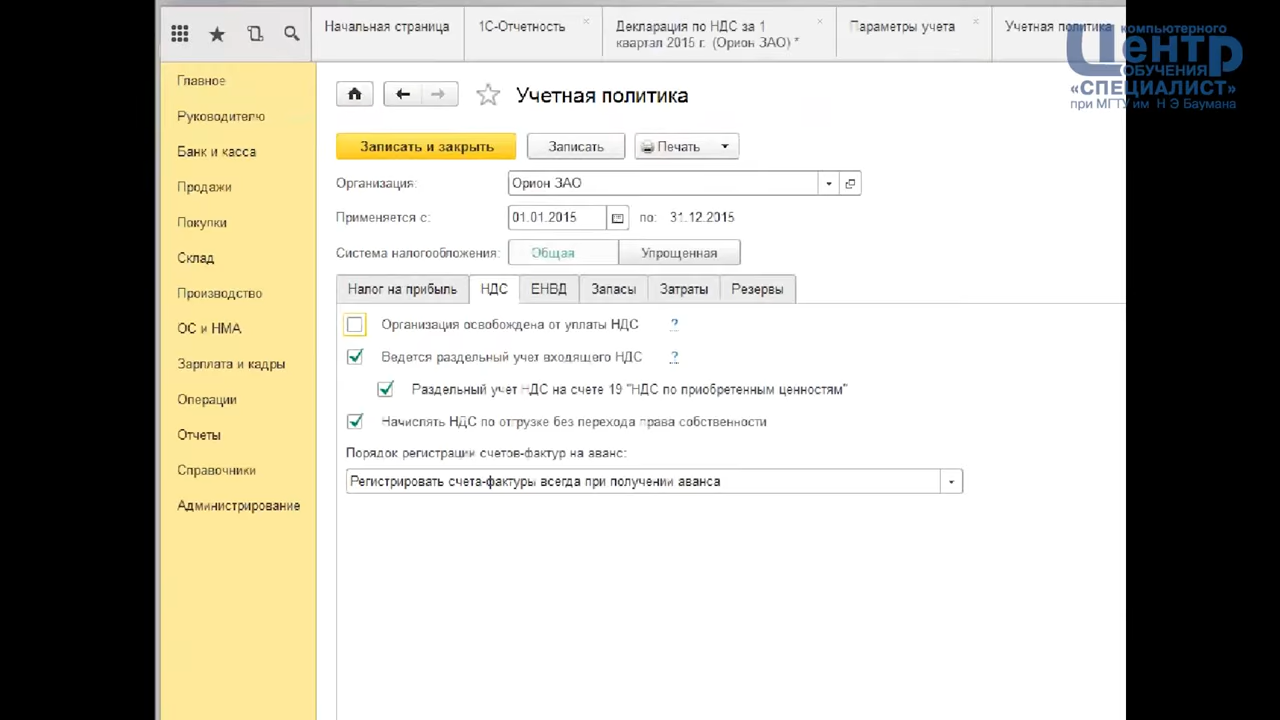 Начальная страница
1С-Отчетность
Декларация по НДС за 1
квартал 2015 г. (Орион ЗАО) *
Параметры учета
Учетная политика
компьютерного
Центр
ОБУЧЕНИЯ
«СПЕЦИАЛИСТ»
при МГТУ им Н Э Баумана
Главное
Руководителю
Банк и касса
Продажи
Покупки
Склад
Производство
ОС и НМА
Зарплата и кадры
Операции
Отчеты
Справочники
Администрирование
Учетная политика
Записать и закрыть
Записать
Печать
Организация: Орион ЗАО
Применяется с: 01.01.2015 по: 31.12.2015
Система налогообложения: Общая Упрощенная
Налог на прибыль НДС ЕНВД Запасы Затраты Резервы
Организация освобождена от уплаты НДС ?
Ведется раздельный учет входящего НДС ?
Раздельный учет НДС на счете 19 "НДС по приобретенным ценностям"
Начислять НДС по отгрузке без перехода права собственности
Порядок регистрации счетов-фактур на аванс:
Регистрировать счета-фактуры всегда при получении аванса